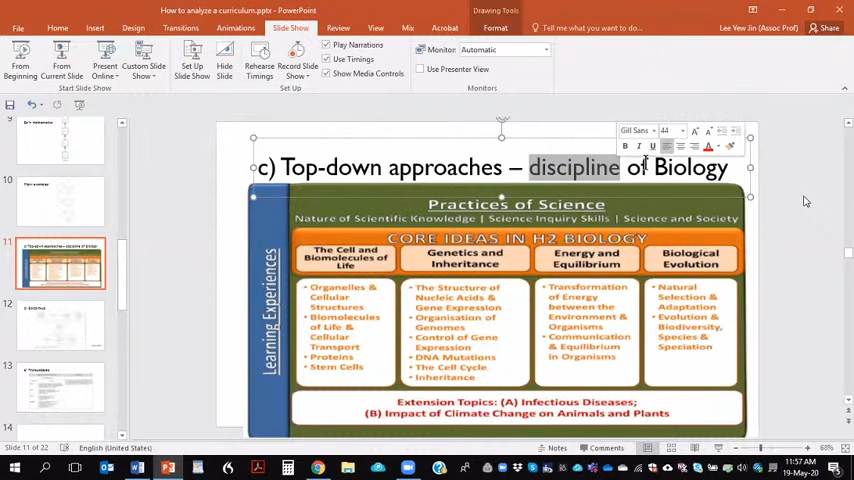 How to analyze a curriculum.pptx - PowerPoint
Drawing Tools
Lee Yew Jin (Assoc Prof)
File Home Insert Design Transitions Animations Slide Show Review View Mix Acrobat Format Tell me what you want to do... Share
From Beginning
From Current Slide
Present Online
Custom Slide Show
Set Up Slide Show
Hide Slide
Rehearse Timings
Record Slide Show
Play Narrations
Use Timings
Show Media Controls
Monitor: Automatic
Use Presenter View
Start Slide Show
Set Up
Monitors
9
10
11
12
13
14
Gill Sans 44
B I U A
c) Top-down approaches – discipline of Biology
Practices of Science
Nature of Scientific Knowledge | Science Inquiry Skills | Science and Society
Learning Experiences
CORE IDEAS IN H2 BIOLOGY
The Cell and
Biomolecules of
Life
Genetics and
Inheritance
Energy and
Equilibrium
Biological
Evolution
• Organelles &
Cellular
Structures
• Biomolecules
of Life &
Cellular
Transport
• Proteins
• Stem Cells
• The Structure of
Nucleic Acids &
Gene Expression
• Organisation of
Genomes
• Control of Gene
Expression
• DNA Mutations
• The Cell Cycle
• Inheritance
• Transformation
of Energy
between the
Environment &
Organisms
• Communication
& Equilibrium
in Organisms
• Natural
Selection &
Adaptation
• Evolution &
Biodiversity,
Species &
Speciation
Extension Topics: (A) Infectious Diseases;
(B) Impact of Climate Change on Animals and Plants
Slide 11 of 22 English (United States) Notes Comments 68%
11:57 AM
19-May-20